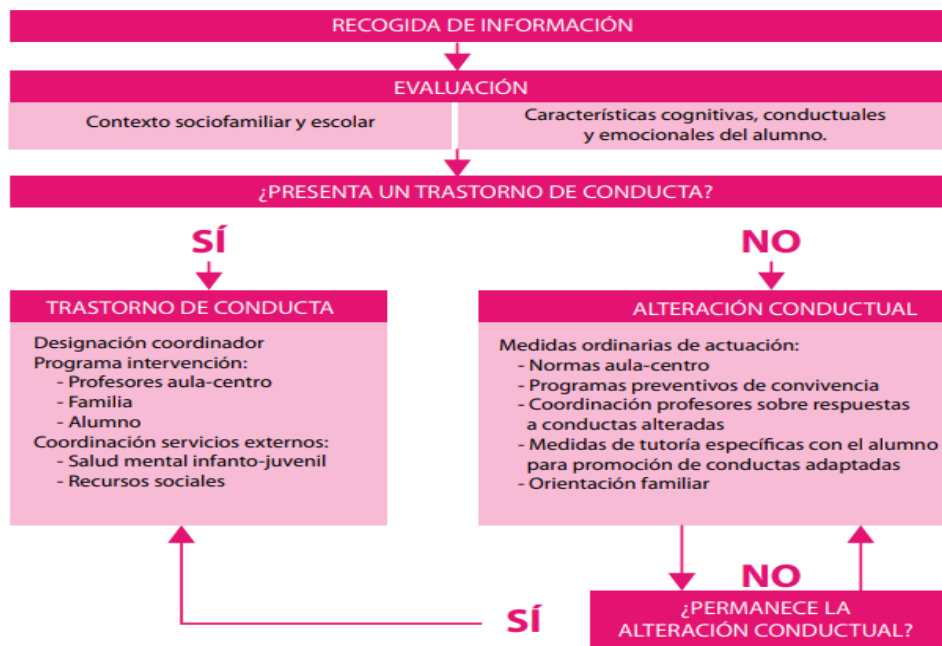 RECOGIDA DE INFORMACIÓN
EVALUACIÓN
Contexto sociofamiliar y escolar
Características cognitivas, conductuales
y emocionales del alumno.
¿PRESENTA UN TRASTORNO DE CONDUCTA?
SÍ
NO
TRASTORNO DE CONDUCTA
Designación coordinador
Programa intervención:
- Profesores aula-centro
- Familia
- Alumno
Coordinación servicios externos:
- Salud mental infanto-juvenil
- Recursos sociales
ALTERACIÓN CONDUCTUAL
Medidas ordinarias de actuación:
- Normas aula-centro
- Programas preventivos de convivencia
- Coordinación profesores sobre respuestas
a conductas alteradas
- Medidas de tutoría específicas con el alumno
para promoción de conductas adaptadas
- Orientación familiar
NO
SÍ
¿PERMANECE LA
ALTERACIÓN CONDUCTUAL?